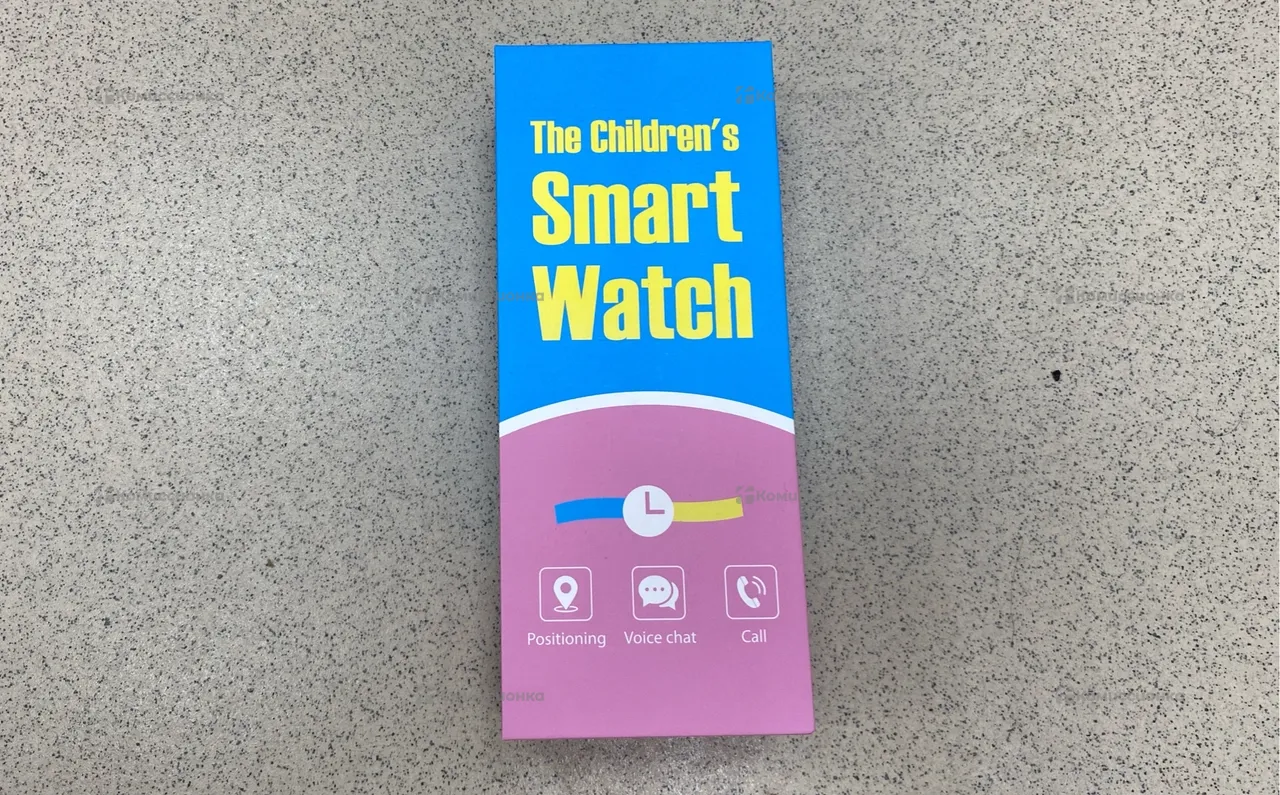 The Children's
Smart
Watch
Positioning Voice chat Call